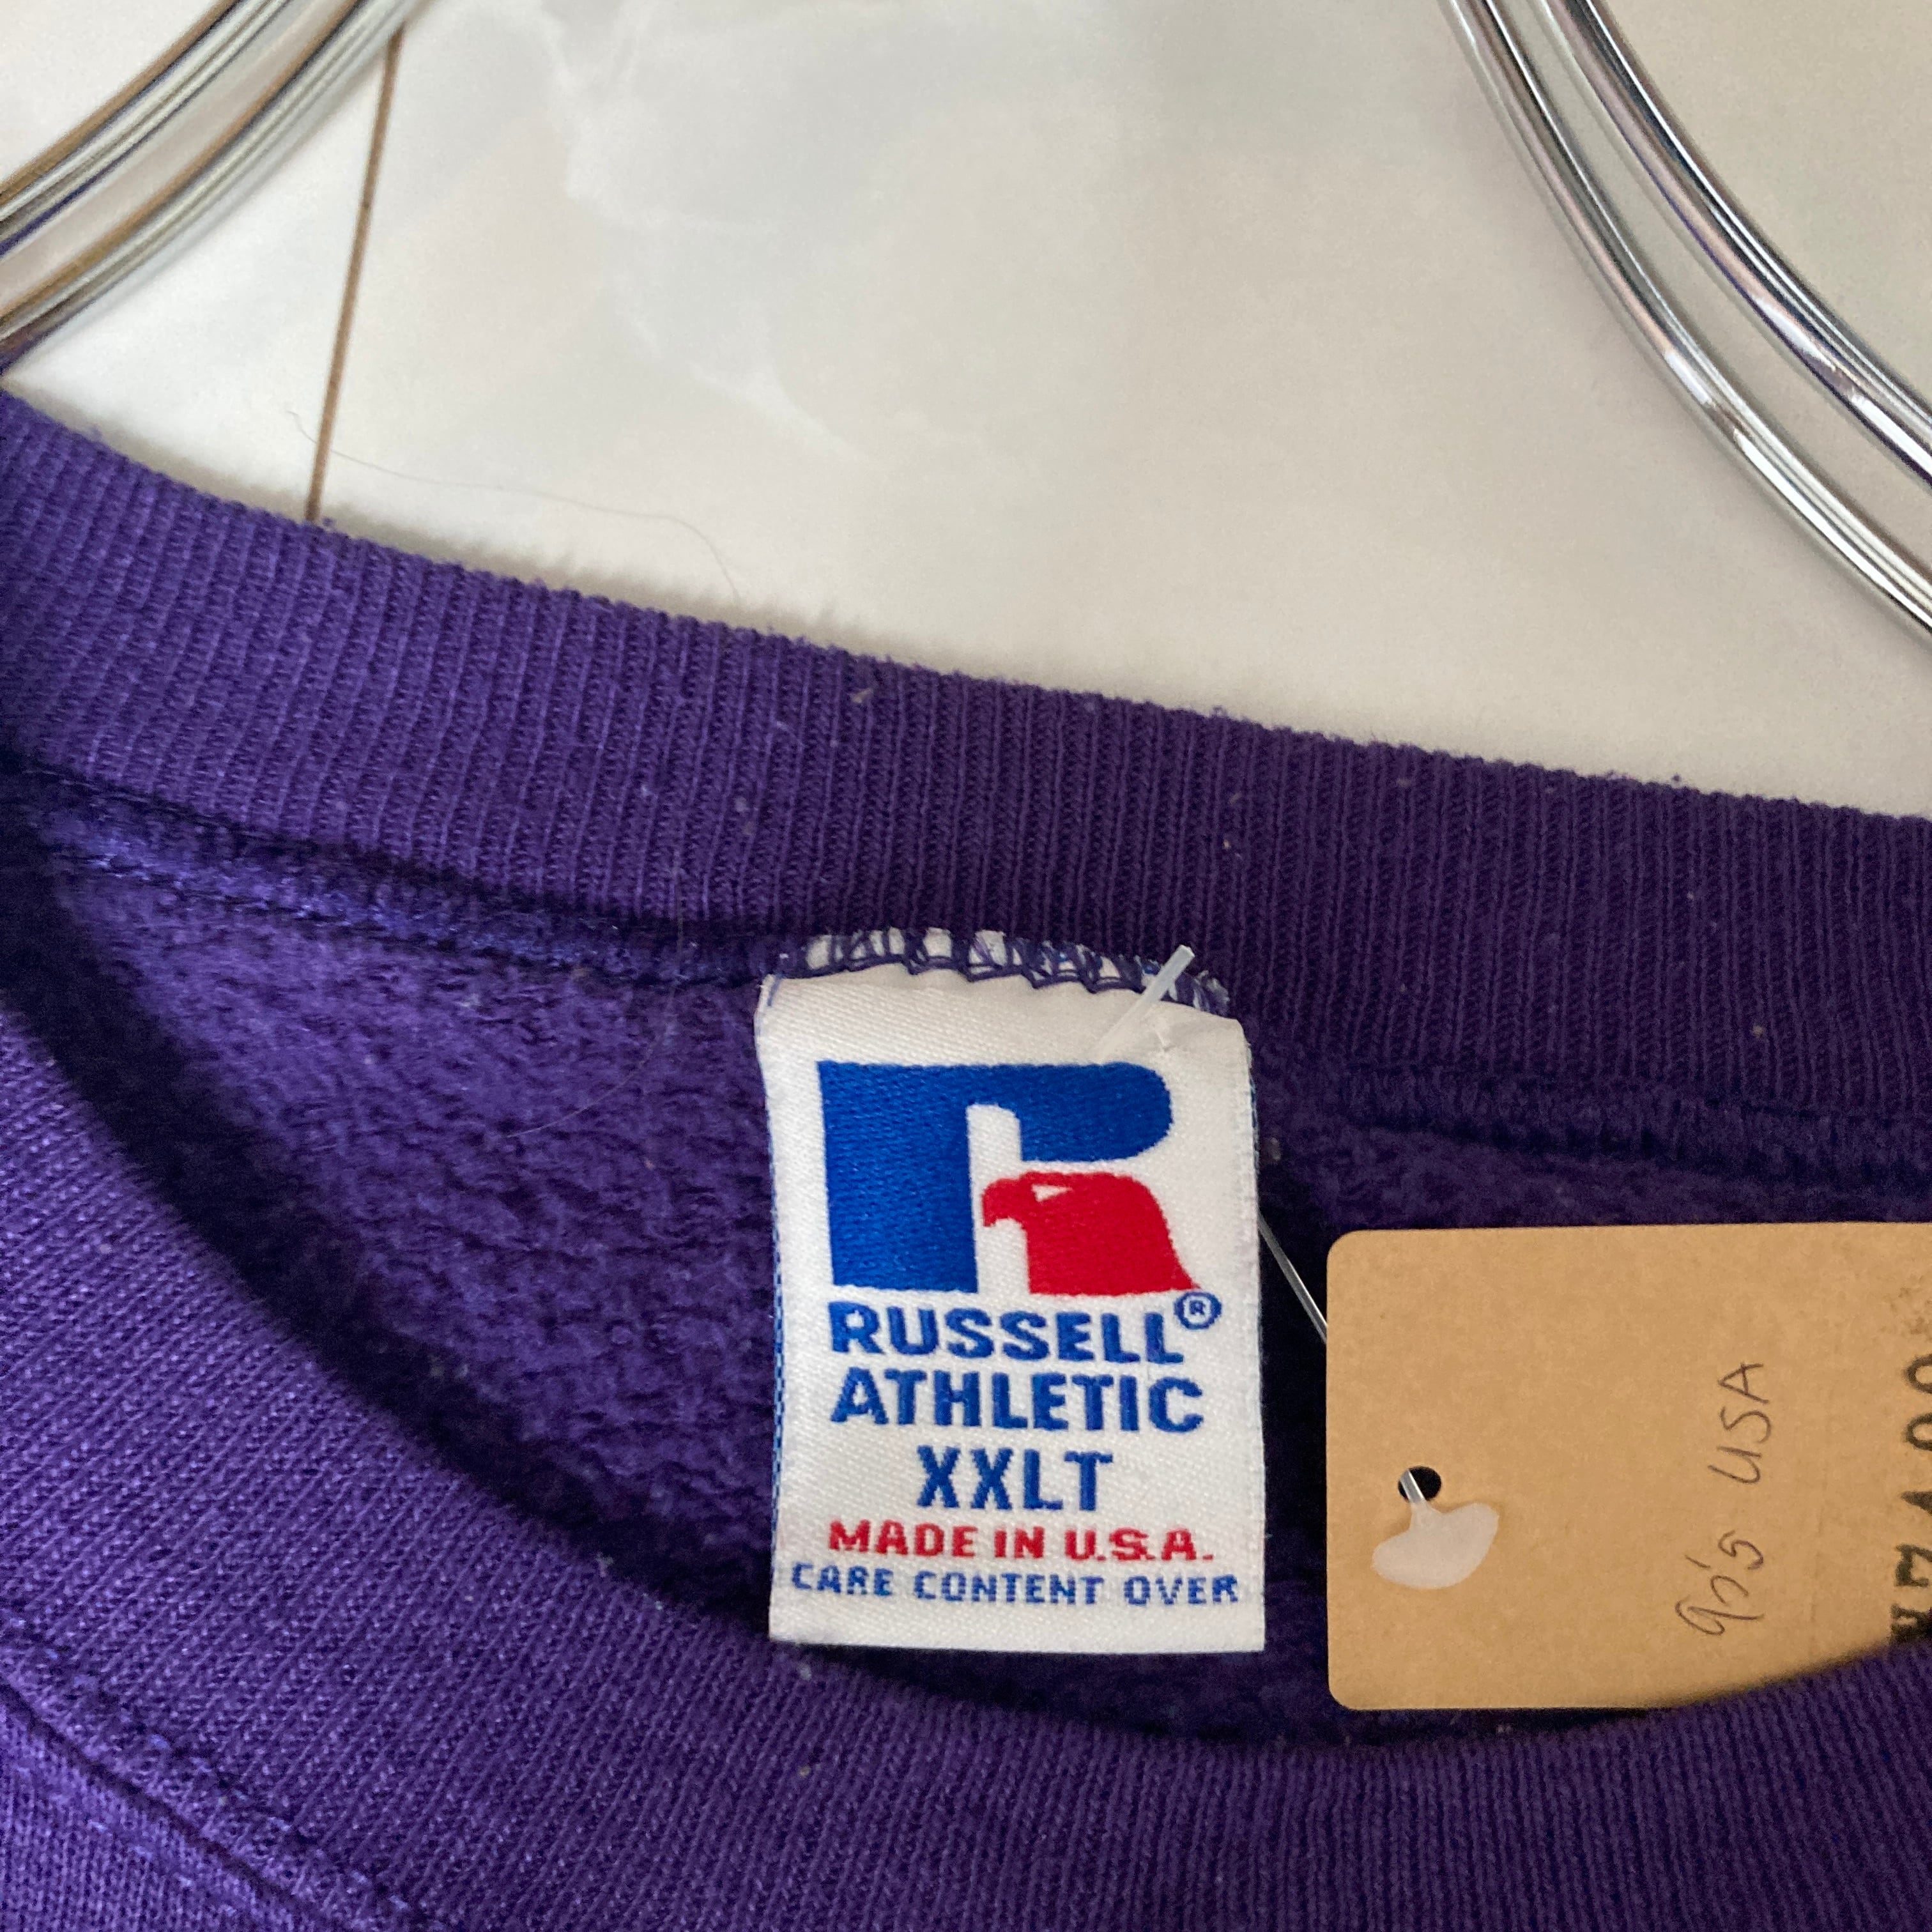 RUSSELL®
ATHLETIC
XXLT
MADE IN U.S.A.
CARE CONTENT OVER
90's USA